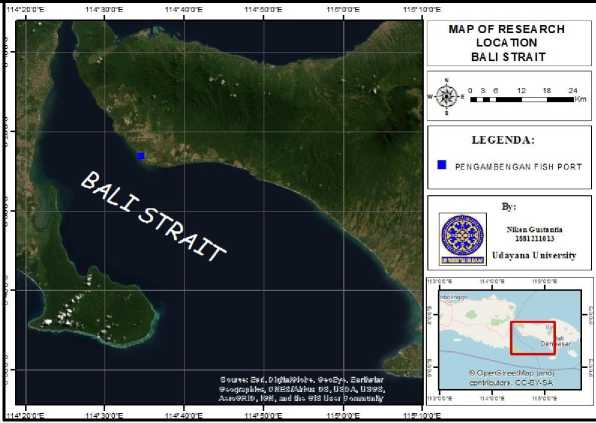 114°20'0"E 114°30'0"E 114°40'0"E 114°50'0"E 115°0'0"E 115°10'0"E
BALI STRAIT
MAP OF RESEARCH
LOCATION
BALI STRAIT
N
W E
S
0 3 6 12 18 24
Km
LEGENDA:
PENGAMBENGAN FISH PORT
By:
Niken Gustantia
Udayana University
Denpasar
© OpenStreetMap (and)
contributors, CC-BY-SA
Source: Esri, DigitalGlobe, GeoEye, Earthstar
Geographics, CNES/Airbus DS, USDA, USGS,
AeroGRID, IGN, and the GIS User Community
114°20'0"E 114°30'0"E 114°40'0"E 114°50'0"E 115°0'0"E 115°10'0"E